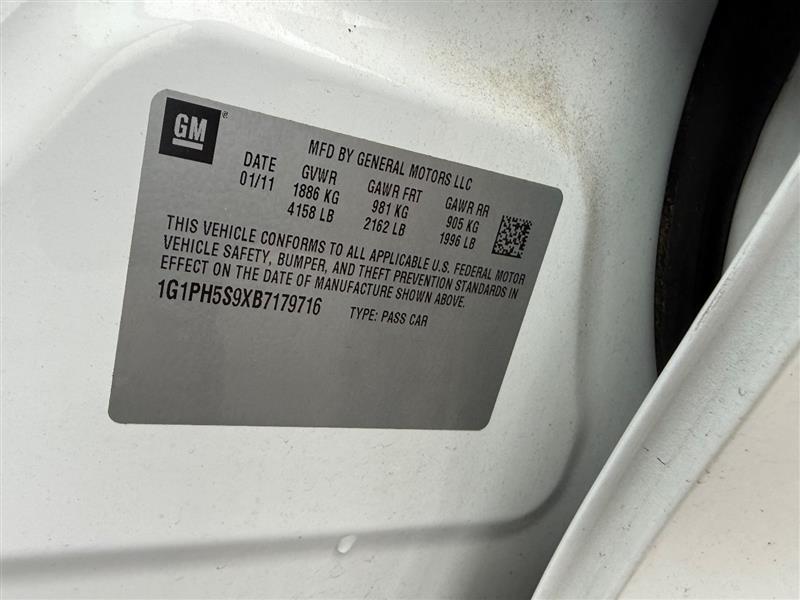 GM®
MFD BY GENERAL MOTORS LLC
DATE GVWR GAWR FRT GAWR RR
01/11 1886 KG 981 KG 905 KG
4158 LB 2162 LB 1996 LB
THIS VEHICLE CONFORMS TO ALL APPLICABLE U.S. FEDERAL MOTOR
VEHICLE SAFETY, BUMPER, AND THEFT PREVENTION STANDARDS IN
EFFECT ON THE DATE OF MANUFACTURE SHOWN ABOVE.
1G1PH5S9XB7179716 TYPE: PASS CAR